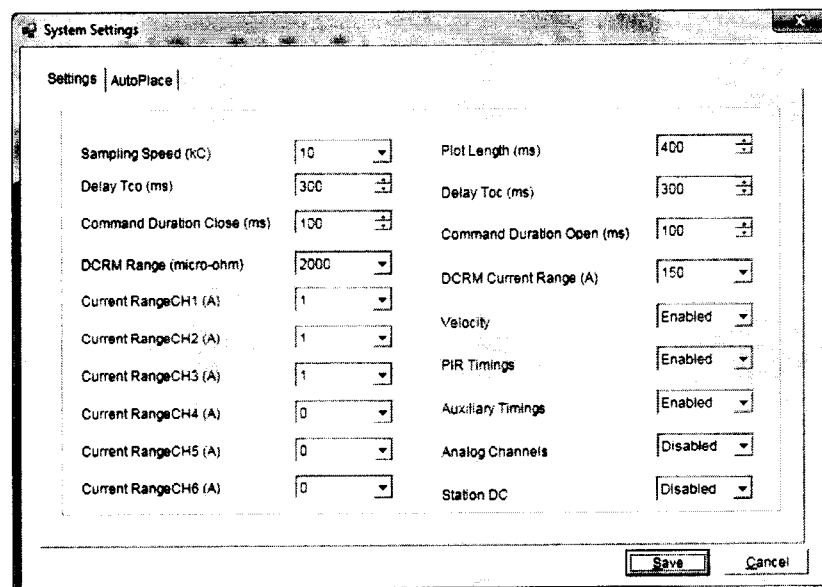 System Settings
x
Settings AutoPlace
Sampling Speed (kC) 10
Plot Length (ms) 400
Delay Tco (ms) 300
Delay Toc (ms) 300
Command Duration Close (ms) 100
Command Duration Open (ms) 100
DCRM Range (micro-ohm) 2000
DCRM Current Range (A) 150
Current RangeCH1 (A) 1
Velocity Enabled
Current RangeCH2 (A) 1
PIR Timings Enabled
Current RangeCH3 (A) 1
Auxiliary Timings Enabled
Current RangeCH4 (A) 0
Analog Channels Disabled
Current RangeCH5 (A) 0
Station DC Disabled
Current RangeCH6 (A) 0
Save Cancel